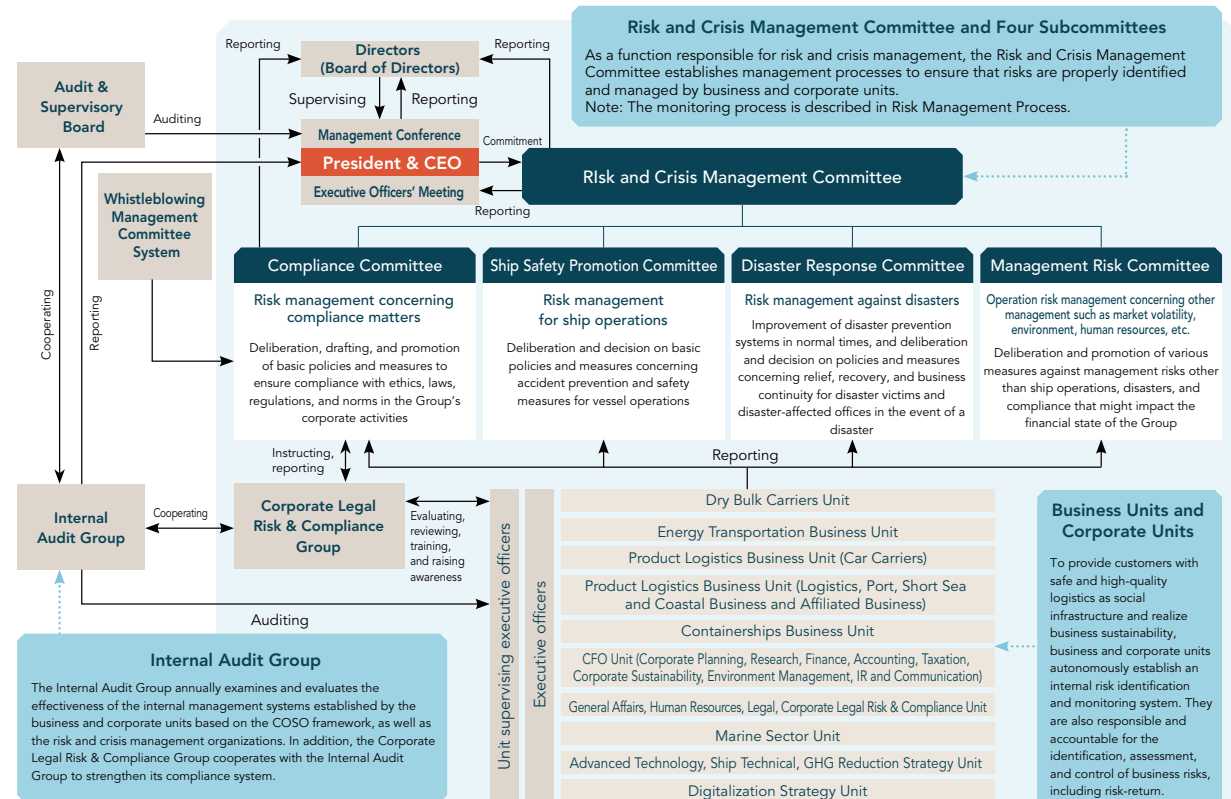 Risk and Crisis Management Committee and Four Subcommittees
As a function responsible for risk and crisis management, the Risk and Crisis Management
Committee establishes management processes to ensure that risks are properly identified
and managed by business and corporate units.
Note: The monitoring process is described in Risk Management Process.
Reporting
Directors
(Board of Directors)
Reporting
Supervising
Reporting
Audit &
Supervisory
Board
Auditing
Management Conference
President & CEO
Executive Officers' Meeting
Commitment
Reporting
RIsk and Crisis Management Committee
Whistleblowing
Management
Committee
System
Cooperating
Reporting
Compliance Committee
Risk management concerning
compliance matters
Deliberation, drafting, and promotion
of basic policies and measures to
ensure compliance with ethics, laws,
regulations, and norms in the Group's
corporate activities
Ship Safety Promotion Committee
Risk management
for ship operations
Deliberation and decision on basic
policies and measures concerning
accident prevention and safety
measures for vessel operations
Disaster Response Committee
Risk management against disasters
Improvement of disaster prevention
systems in normal times, and deliberation
and decision on policies and measures
concerning relief, recovery, and business
continuity for disaster victims and
disaster-affected offices in the event of a
disaster
Management Risk Committee
Operation risk management concerning other
management such as market volatility,
environment, human resources, etc.
Deliberation and promotion of various
measures against management risks other
than ship operations, disasters, and
compliance that might impact the
financial state of the Group
Instructing,
reporting
Reporting
Internal
Audit Group
Cooperating
Corporate Legal
Risk & Compliance
Group
Evaluating,
reviewing,
training,
and raising
awareness
Auditing
Unit supervising executive officers
Executive officers
Dry Bulk Carriers Unit
Energy Transportation Business Unit
Product Logistics Business Unit (Car Carriers)
Product Logistics Business Unit (Logistics, Port, Short Sea
and Coastal Business and Affiliated Business)
Containerships Business Unit
CFO Unit (Corporate Planning, Research, Finance, Accounting, Taxation,
Corporate Sustainability, Environment Management, IR and Communication)
General Affairs, Human Resources, Legal, Corporate Legal Risk & Compliance Unit
Marine Sector Unit
Advanced Technology, Ship Technical, GHG Reduction Strategy Unit
Digitalization Strategy Unit
Business Units and
Corporate Units
To provide customers with
safe and high-quality
logistics as social
infrastructure and realize
business sustainability,
business and corporate units
autonomously establish an
internal risk identification
and monitoring system. They
are also responsible and
accountable for the
identification, assessment,
and control of business risks,
including risk-return.
Internal Audit Group
The Internal Audit Group annually examines and evaluates the
effectiveness of the internal management systems established by the
business and corporate units based on the COSO framework, as well as
the risk and crisis management organizations. In addition, the Corporate
Legal Risk & Compliance Group cooperates with the Internal Audit
Group to strengthen its compliance system.